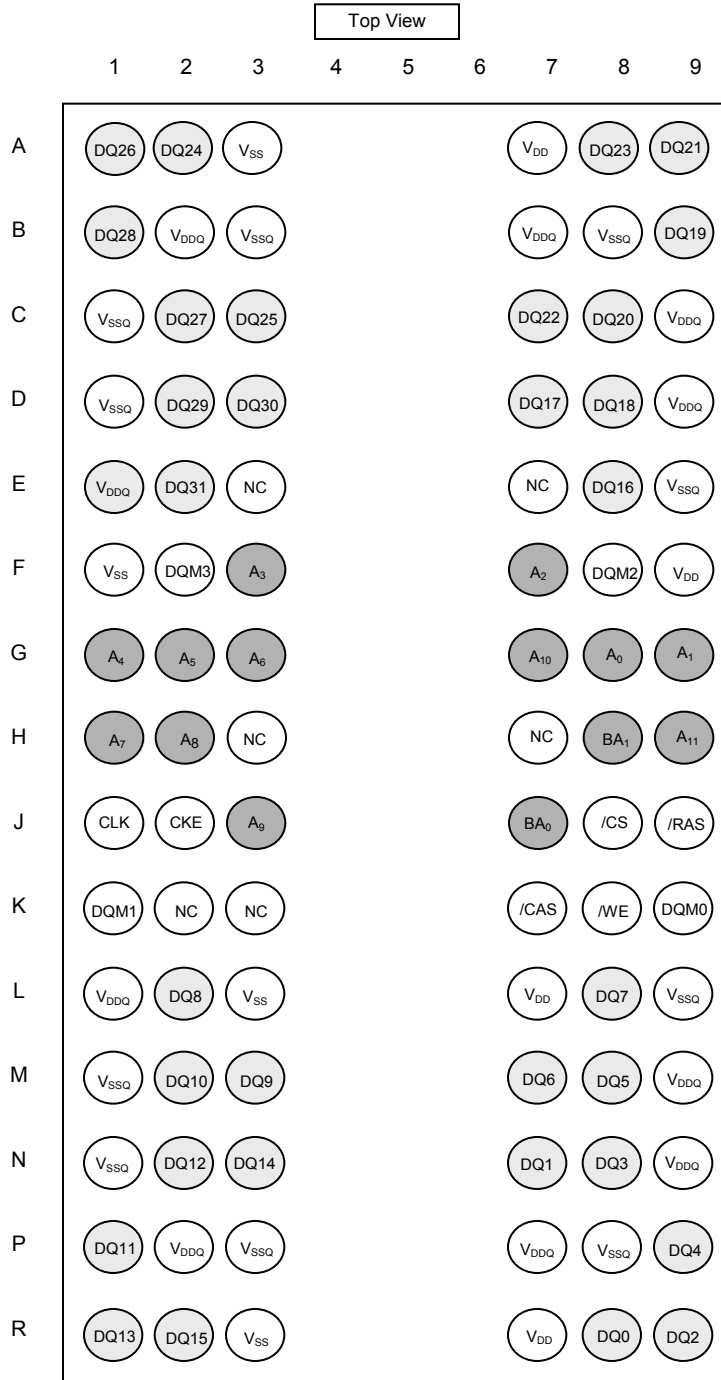 Top View
1 2 3 4 5 6 7 8 9
A DQ26 DQ24 VSS VDD DQ23 DQ21
B DQ28 VDDQ VSSQ VDDQ VSSQ DQ19
C VSSQ DQ27 DQ25 DQ22 DQ20 VDDQ
D VSSQ DQ29 DQ30 DQ17 DQ18 VDDQ
E VDDQ DQ31 NC NC DQ16 VSSQ
F VSS DQM3 A3 A2 DQM2 VDD
G A4 A5 A6 A10 A0 A1
H A7 A8 NC NC BA1 A11
J CLK CKE A9 BA0 /CS /RAS
K DQM1 NC NC /CAS /WE DQM0
L VDDQ DQ8 VSS VDD DQ7 VSSQ
M VSSQ DQ10 DQ9 DQ6 DQ5 VDDQ
N VSSQ DQ12 DQ14 DQ1 DQ3 VDDQ
P DQ11 VDDQ VSSQ VDDQ VSSQ DQ4
R DQ13 DQ15 VSS VDD DQ0 DQ2